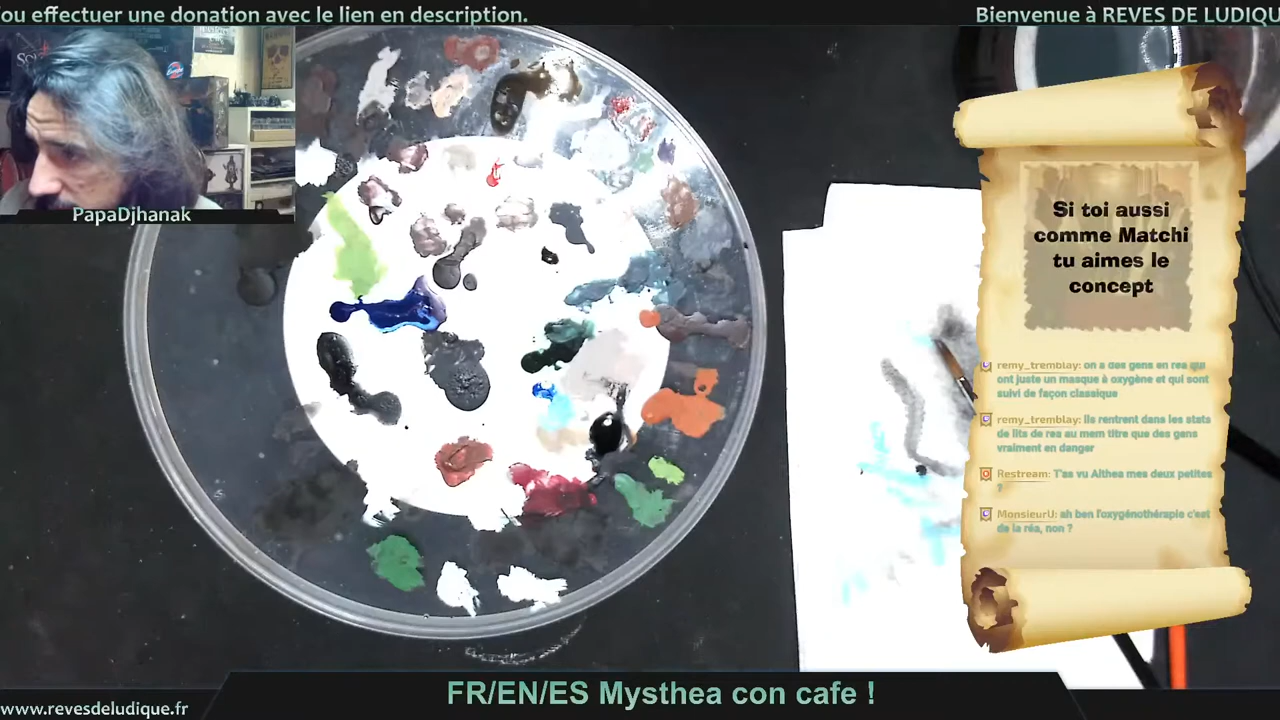 ou effectuer une donation avec le lien en description.
Bienvenue à REVES DE LUDIQU
PapaDjhanak
Si toi aussi
comme Matchi
tu aimes le
concept
remy_tremblay: on a des gens en rea qui
ont juste un masque à oxygène et qui sont
suivi de façon classique
remy_tremblay: ils rentrent dans les stats
de lits de rea au mem titre que des gens
vraiment en danger
Restream: T'as vu Althea mes deux petites
?
MonsieurU: ah ben l'oxygénothérapie c'est
de la réa, non ?
FR/EN/ES Mysthea con cafe !
www.revesdeludique.fr